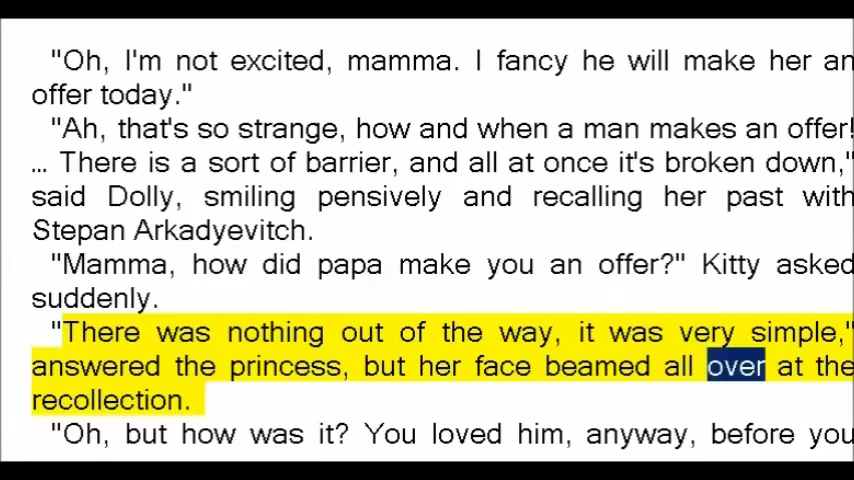 "Oh, I'm not excited, mamma. I fancy he will make her an
offer today."
"Ah, that's so strange, how and when a man makes an offer!
... There is a sort of barrier, and all at once it's broken down,"
said Dolly, smiling pensively and recalling her past with
Stepan Arkadyevitch.
"Mamma, how did papa make you an offer?" Kitty asked
suddenly.
"There was nothing out of the way, it was very simple,"
answered the princess, but her face beamed all over at the
recollection.
"Oh, but how was it? You loved him, anyway, before you